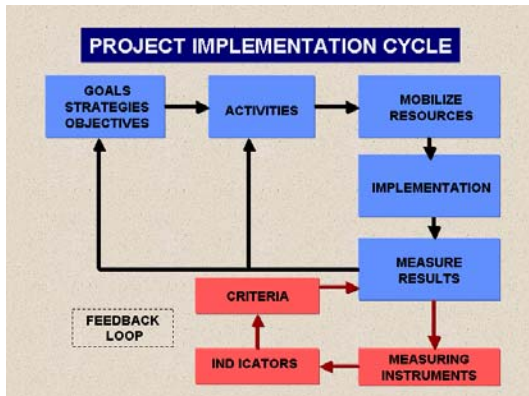 PROJECT IMPLEMENTATION CYCLE
GOALS
STRATEGIES
OBJECTIVES
ACTIVITIES
MOBILIZE
RESOURCES
IMPLEMENTATION
MEASURE
RESULTS
CRITERIA
FEEDBACK
LOOP
IND ICATORS
MEASURING
INSTRUMENTS